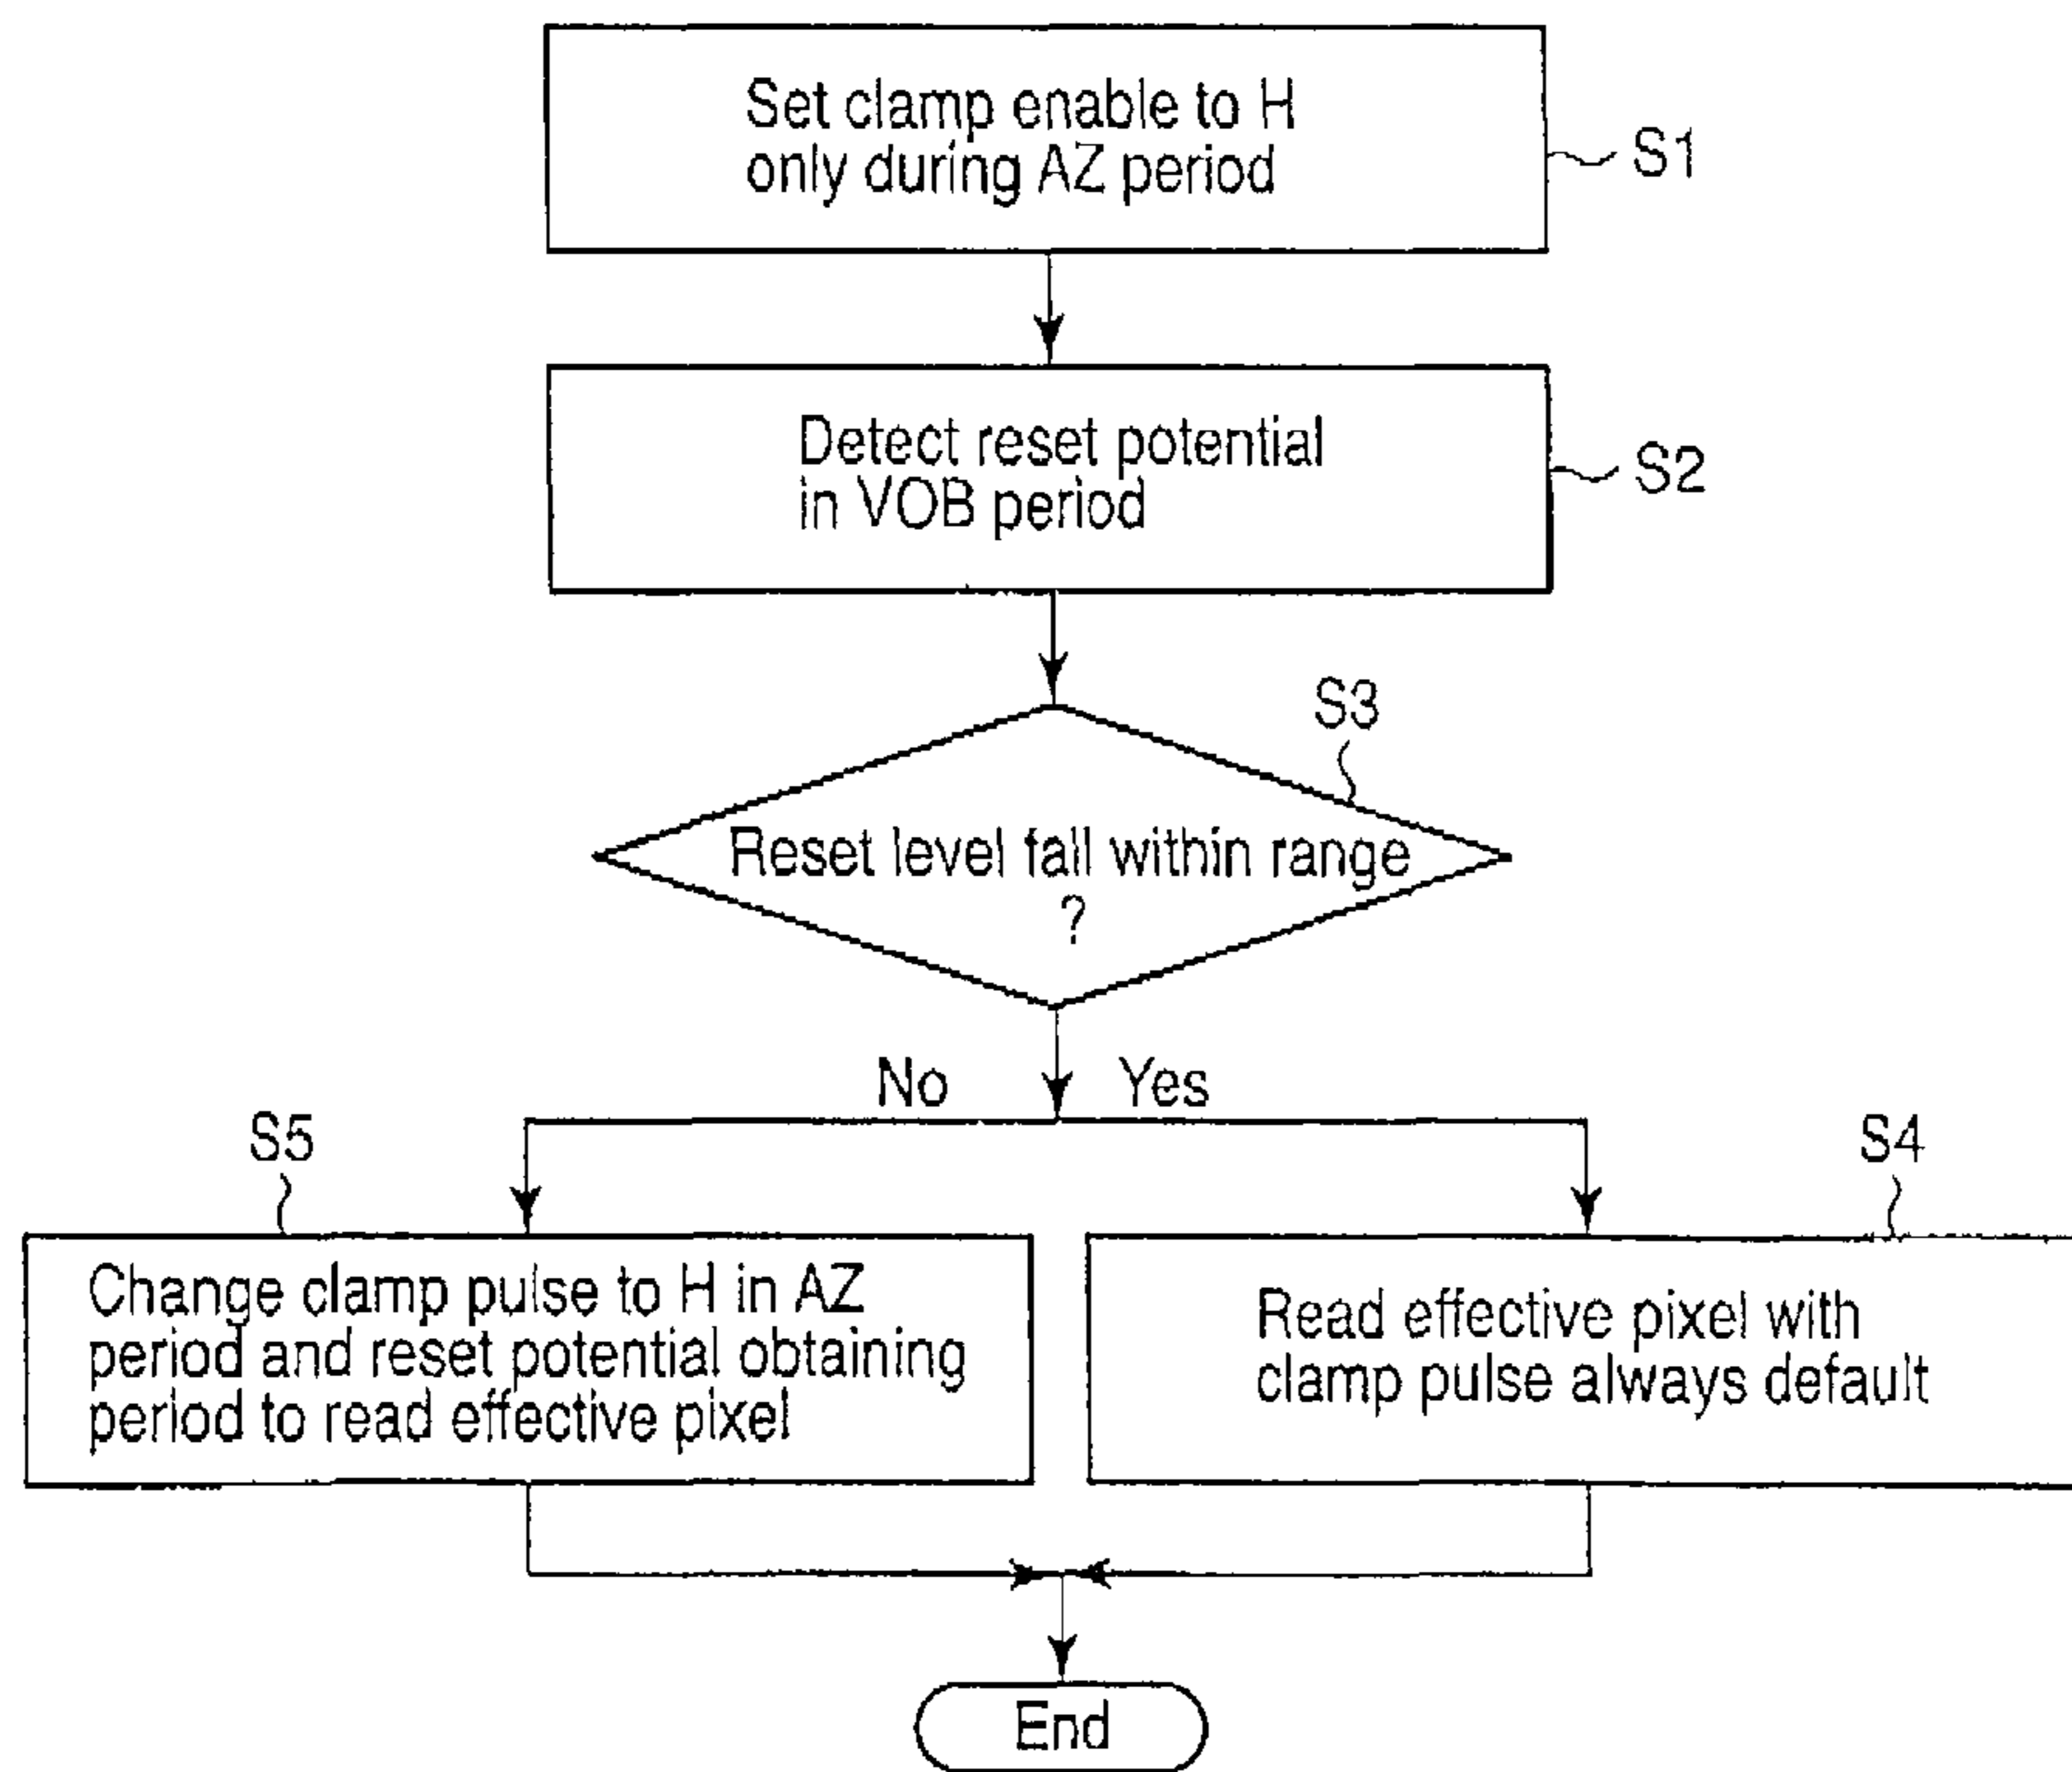 Set clamp enable to H
only during AZ period
S1
Detect reset potential
in VOB period
S2
S3
Reset level fall within range
?
No
Yes
S5
S4
Change clamp pulse to H in AZ
period and reset potential obtaining
period to read effective pixel
Read effective pixel with
clamp pulse always default
End